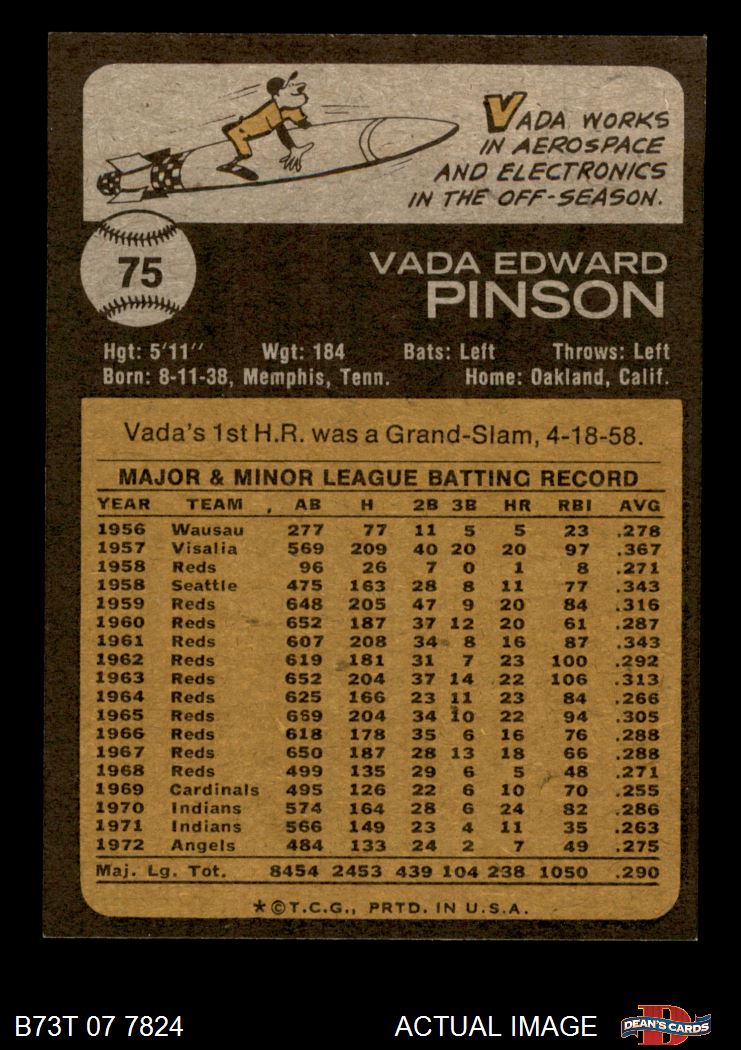 VADA WORKS
IN AEROSPACE
AND ELECTRONICS
IN THE OFF-SEASON.
75
VADA EDWARD
PINSON
Hgt: 5'11" Wgt: 184 Bats: Left Throws: Left
Born: 8-11-38, Memphis, Tenn. Home: Oakland, Calif.
Vada's 1st H.R. was a Grand-Slam, 4-18-58.
MAJOR & MINOR LEAGUE BATTING RECORD
YEAR TEAM AB H 2B 3B HR RBI AVG
1956 Wausau 277 77 11 5 5 23 .278
1957 Visalia 569 209 40 20 20 97 .367
1958 Reds 96 26 7 0 1 8 .271
1958 Seattle 475 163 28 8 11 77 .343
1959 Reds 648 205 47 9 20 84 .316
1960 Reds 652 187 37 12 20 61 .287
1961 Reds 607 208 34 8 16 87 .343
1962 Reds 619 181 31 7 23 100 .292
1963 Reds 652 204 37 14 22 106 .313
1964 Reds 625 166 23 11 23 84 .266
1965 Reds 669 204 34 10 22 94 .305
1966 Reds 618 178 35 6 16 76 .288
1967 Reds 650 187 28 13 18 66 .288
1968 Reds 499 135 29 6 5 48 .271
1969 Cardinals 495 126 22 6 10 70 .255
1970 Indians 574 164 28 6 24 82 .286
1971 Indians 566 149 23 4 11 35 .263
1972 Angels 484 133 24 2 7 49 .275
Maj. Lg. Tot. 8454 2453 439 104 238 1050 .290
*©T.C.G., PRTD. IN U.S.A.
B73T 07 7824 ACTUAL IMAGE
D
DEAN'S CARDS